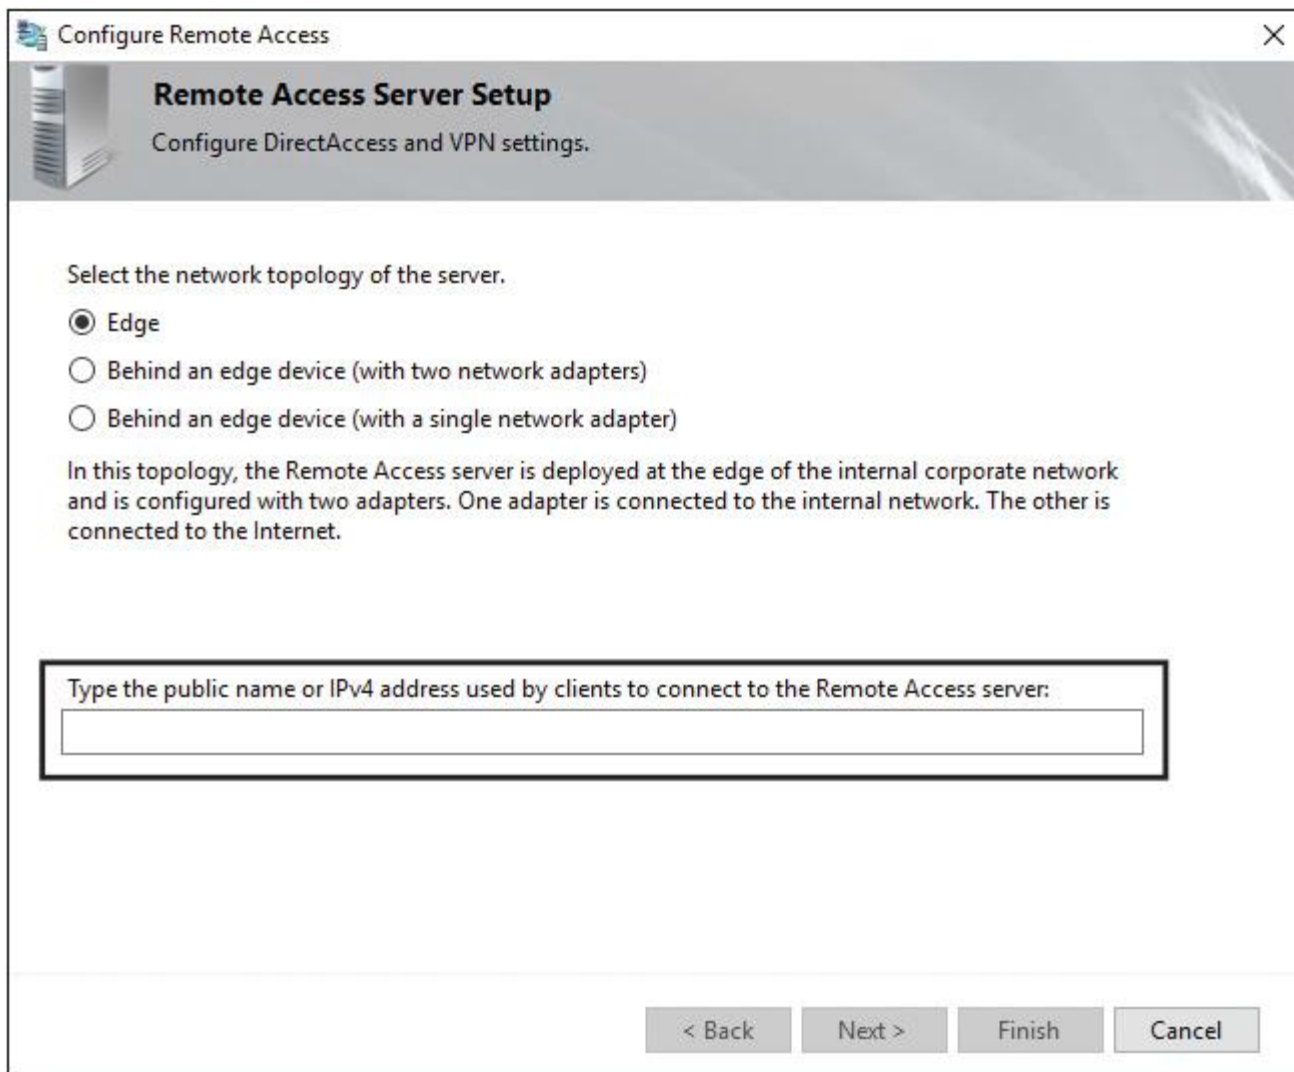 Configure Remote Access
Remote Access Server Setup
Configure DirectAccess and VPN settings.
Select the network topology of the server.
Edge
Behind an edge device (with two network adapters)
Behind an edge device (with a single network adapter)
In this topology, the Remote Access server is deployed at the edge of the internal corporate network
and is configured with two adapters. One adapter is connected to the internal network. The other is
connected to the Internet.
Type the public name or IPv4 address used by clients to connect to the Remote Access server:
< Back Next > Finish Cancel